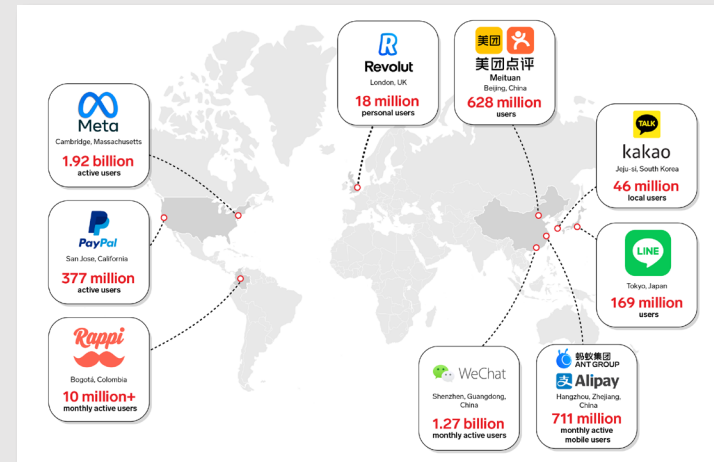 Meta
Cambridge, Massachusetts
1.92 billion
active users
PayPal
San Jose, California
377 million
active users
Rappi
Bogotá, Colombia
10 million+
monthly active users
R
Revolut
London, UK
18 million
personal users
美团
美团点评
Meituan
Beijing, China
628 million
users
TALK
kakao
Jeju-si, South Korea
46 million
local users
LINE
Tokyo, Japan
169 million
users
WeChat
Shenzhen, Guangdong,
China
1.27 billion
monthly active users
蚂蚁集团
ANT GROUP
支 Alipay
Hangzhou, Zhejiang,
China
711 million
monthly active
mobile users